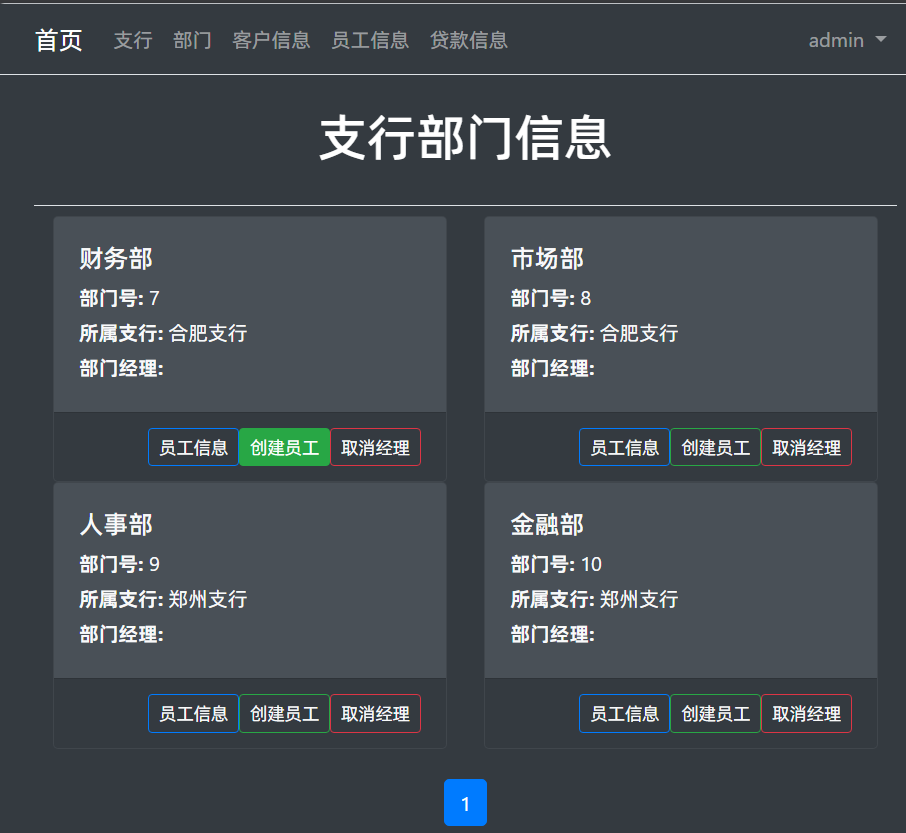 首页 支行 部门 客户信息 员工信息 贷款信息 admin
支行部门信息
财务部
部门号: 7
所属支行: 合肥支行
部门经理:
员工信息 创建员工 取消经理
市场部
部门号: 8
所属支行: 合肥支行
部门经理:
员工信息 创建员工 取消经理
人事部
部门号: 9
所属支行: 郑州支行
部门经理:
员工信息 创建员工 取消经理
金融部
部门号: 10
所属支行: 郑州支行
部门经理:
员工信息 创建员工 取消经理
1